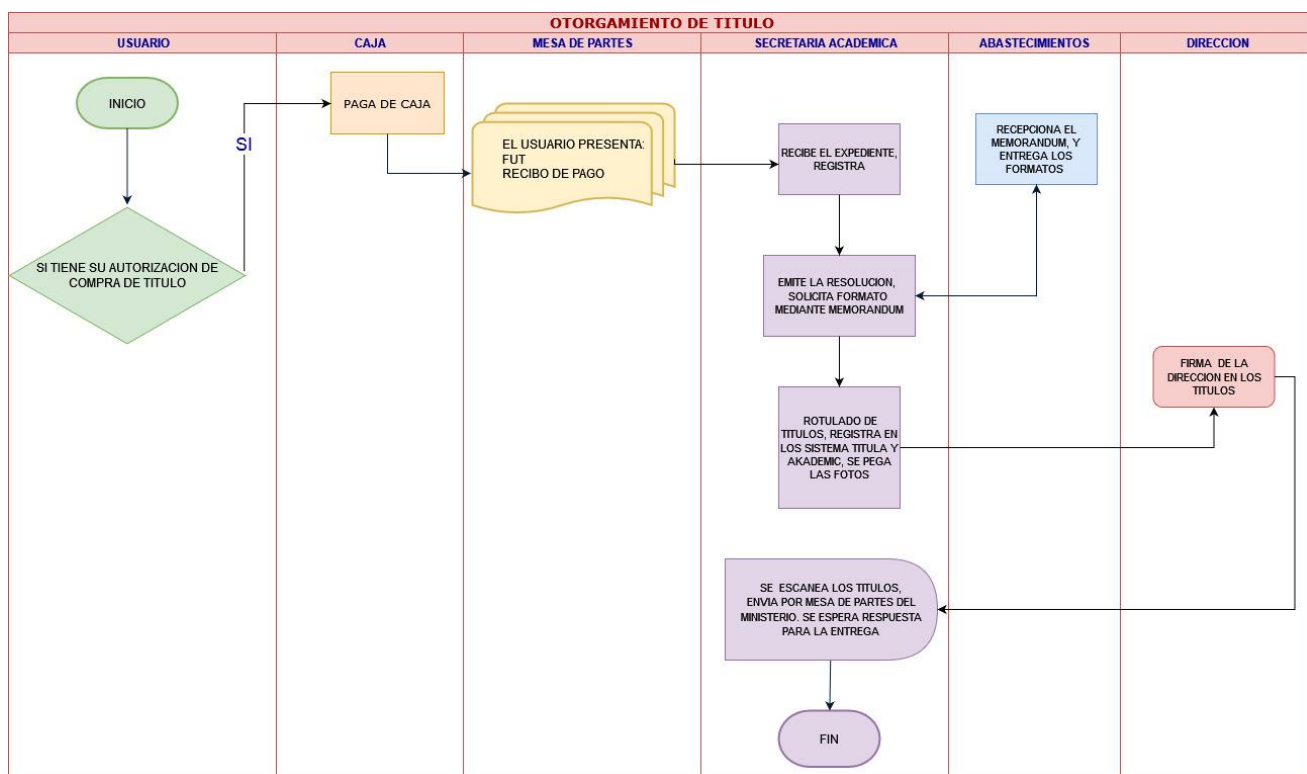 OTORGAMIENTO DE TITULO
USUARIO
CAJA
MESA DE PARTES
SECRETARIA ACADEMICA
ABASTECIMIENTOS
DIRECCION
INICIO
SI
SI TIENE SU AUTORIZACION DE
COMPRA DE TITULO
PAGA DE CAJA
EL USUARIO PRESENTA:
FUT
RECIBO DE PAGO
RECIBE EL EXPEDIENTE,
REGISTRA
RECEPCIONA EL
MEMORANDUM, Y
ENTREGA LOS
FORMATOS
EMITE LA RESOLUCION,
SOLICITA FORMATO
MEDIANTE MEMORANDUM
ROTULADO DE
TITULOS, REGISTRA EN
LOS SISTEMA TITULA Y
AKADEMIC, SE PEGA
LAS FOTOS
FIRMA DE LA
DIRECCION EN LOS
TITULOS
SE ESCANEA LOS TITULOS,
ENVIA POR MESA DE PARTES DEL
MINISTERIO. SE ESPERA RESPUESTA
PARA LA ENTREGA
FIN